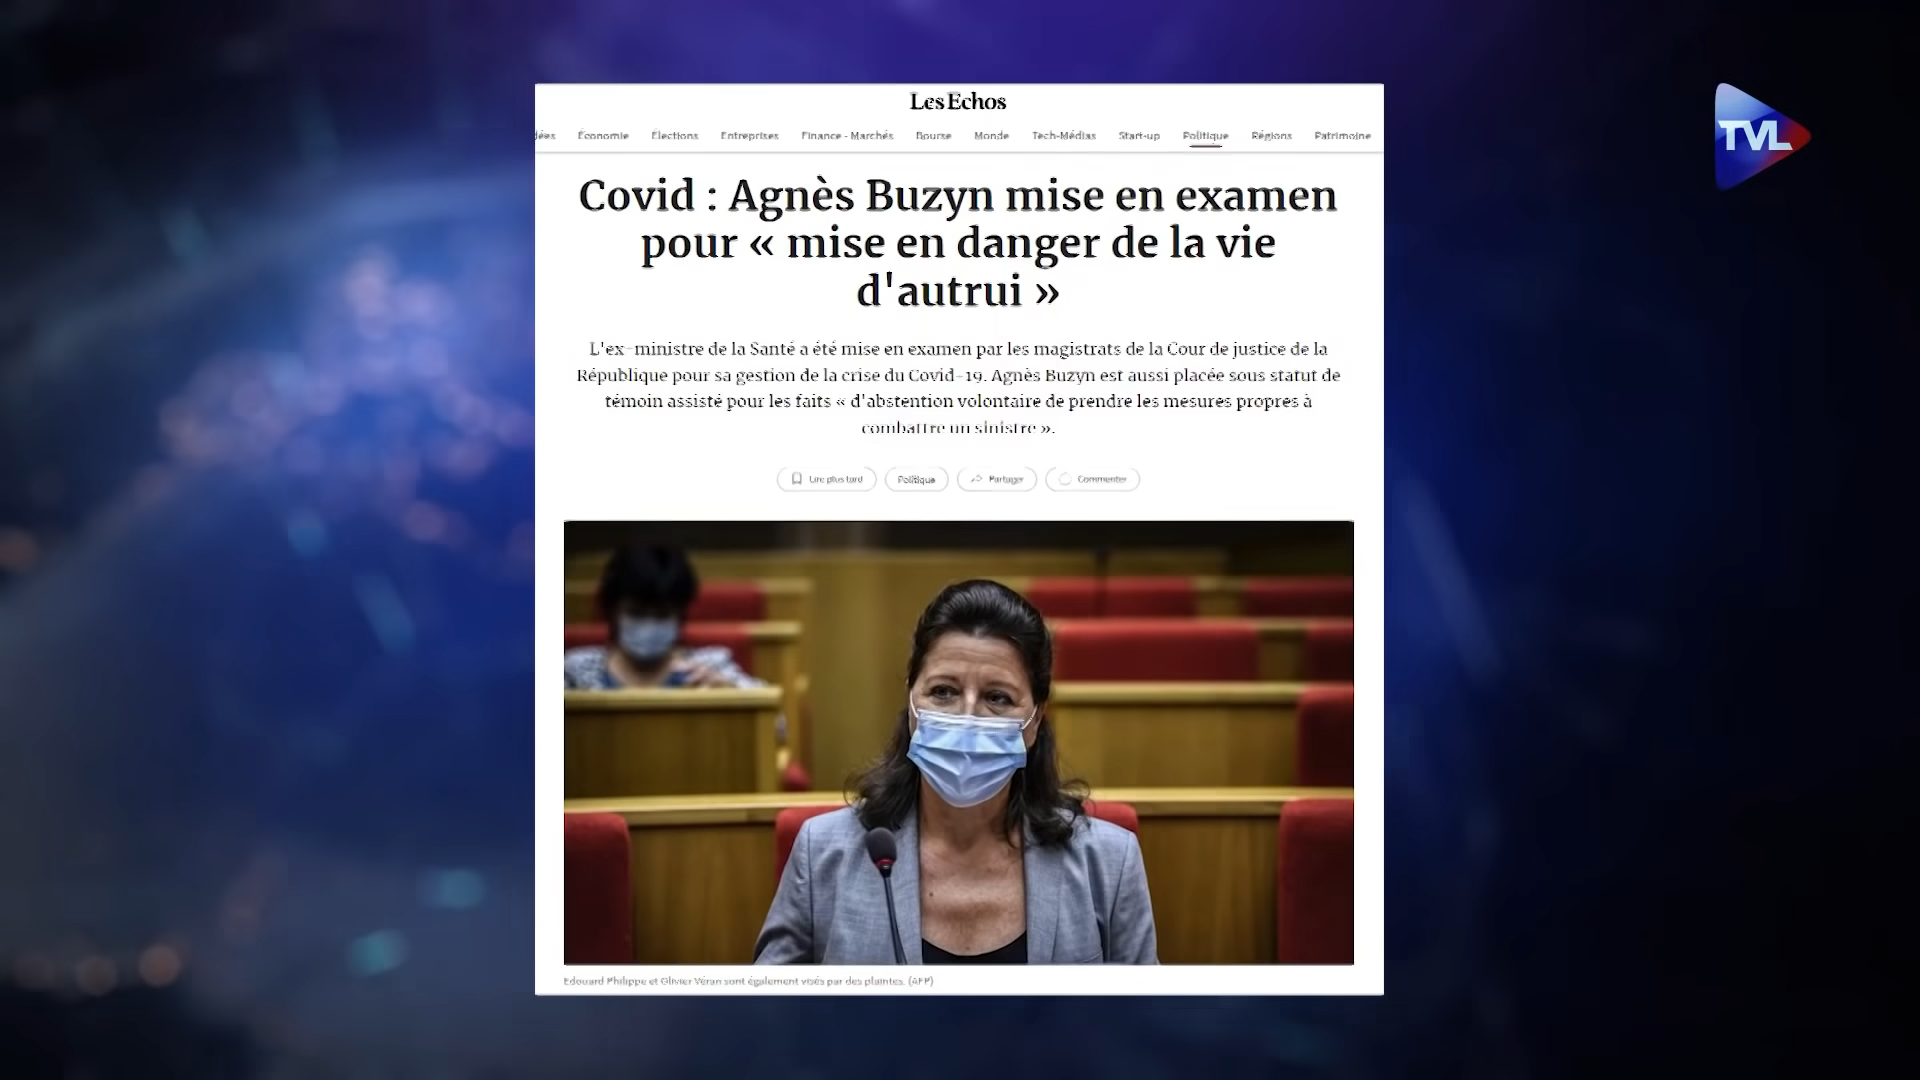 Les Echos
TVL
dées Économie Élections Entreprises Finance - Marchés Bourse Monde Tech-Médias Start-up Politique Régions Patrimoine
Covid : Agnès Buzyn mise en examen
pour « mise en danger de la vie
d'autrui »
L'ex-ministre de la Santé a été mise en examen par les magistrats de la Cour de justice de la
République pour sa gestion de la crise du Covid-19. Agnès Buzyn est aussi placée sous statut de
témoin assisté pour les faits « d'abstention volontaire de prendre les mesures propres à
combattre un sinistre ».
Lire plus tard Politique Partager Commenter
Edouard Philippe et Olivier Véran sont également visés par des plaintes. (AFP)